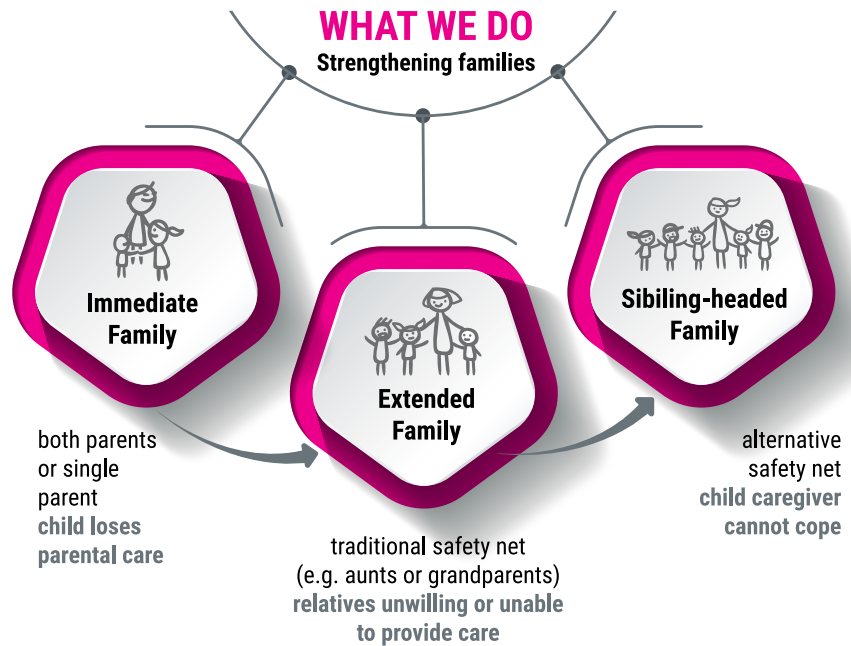 WHAT WE DO
Strengthening families
Immediate
Family
both parents
or single
parent
child loses
parental care
Extended
Family
traditional safety net
(e.g. aunts or grandparents)
relatives unwilling or unable
to provide care
Sibiling-headed
Family
alternative
safety net
child caregiver
cannot cope